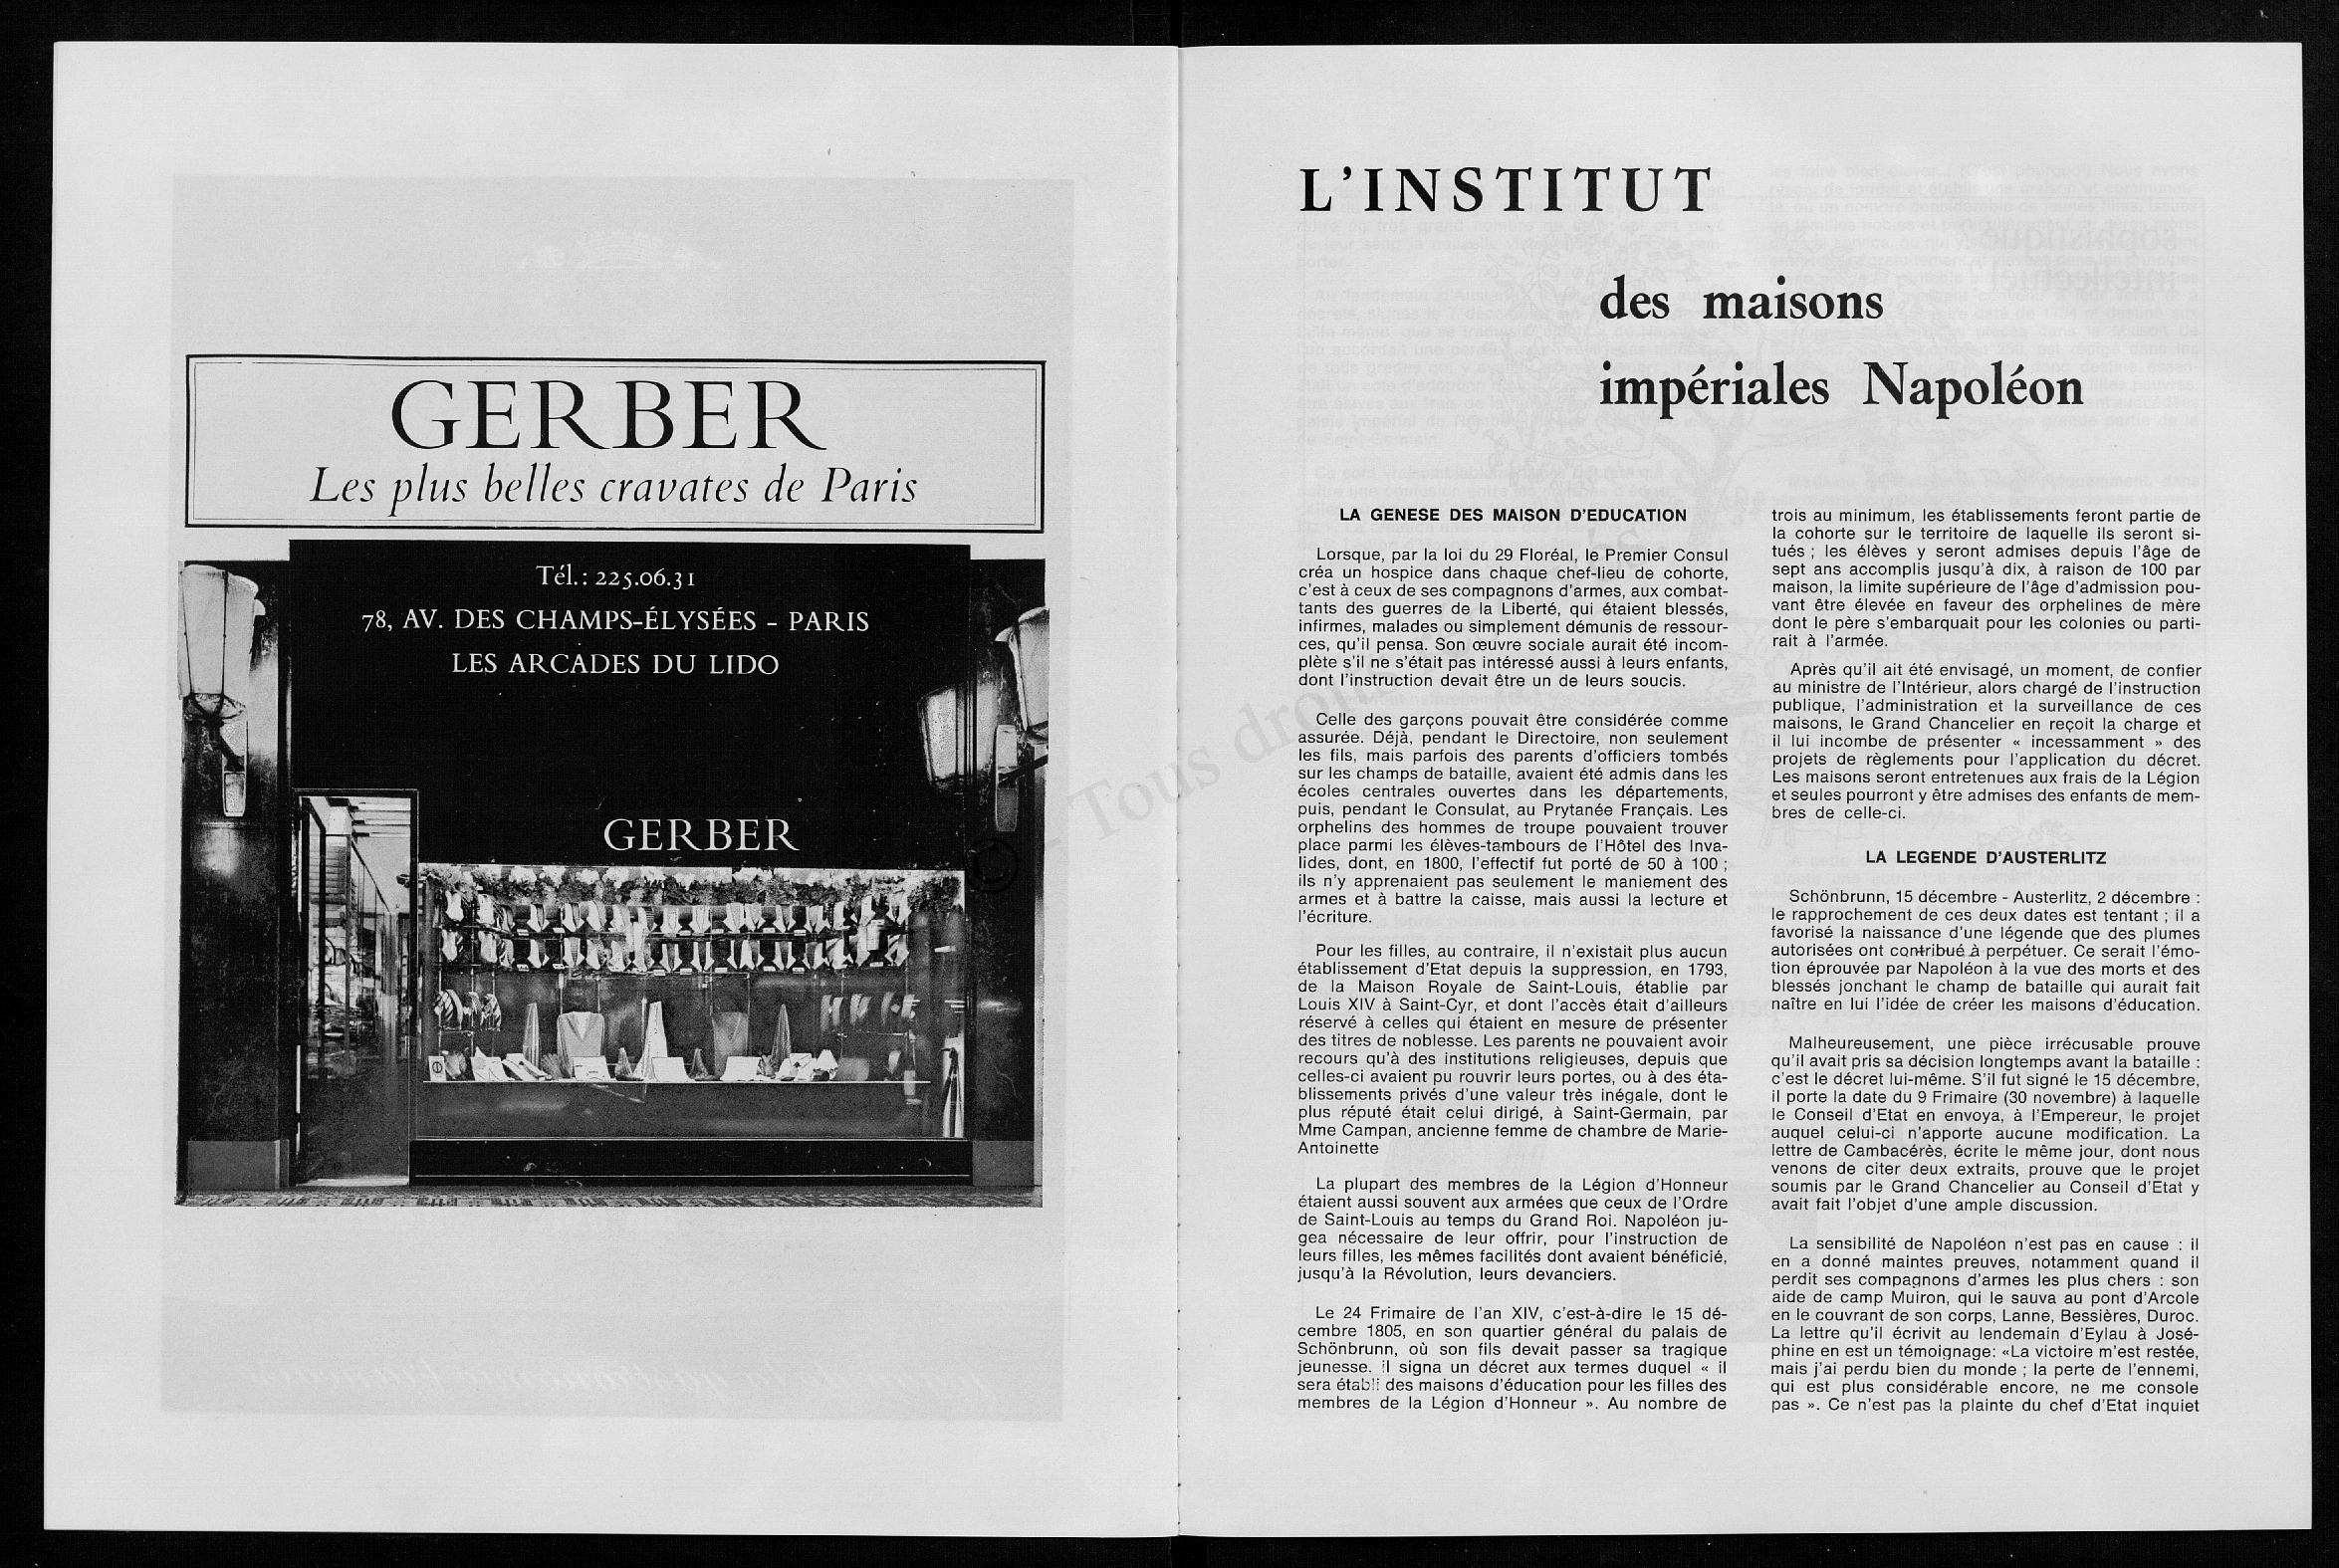 GERBER
Les plus belles cravates de Paris
Tél.: 225.06.31
78, AV. DES CHAMPS-ÉLYSÉES - PARIS
LES ARCADES DU LIDO
GERBER
© - Tous dro
L'INSTITUT
des maisons
impériales Napoléon
LA GENESE DES MAISON D'EDUCATION
Lorsque, par la loi du 29 Floréal, le Premier Consul
créa un hospice dans chaque chef-lieu de cohorte,
c'est à ceux de ses compagnons d'armes, aux combat-
tants des guerres de la Liberté, qui étaient blessés,
infirmes, malades ou simplement démunis de ressour-
ces, qu'il pensa. Son œuvre sociale aurait été incom-
plète s'il ne s'était pas intéressé aussi à leurs enfants,
dont l'instruction devait être un de leurs soucis.
Celle des garçons pouvait être considérée comme
assurée. Déjà, pendant le Directoire, non seulement
les fils, mais parfois des parents d'officiers tombés
sur les champs de bataille, avaient été admis dans les
écoles centrales ouvertes dans les départements,
puis, pendant le Consulat, au Prytanée Français. Les
orphelins des hommes de troupe pouvaient trouver
place parmi les élèves-tambours de l'Hôtel des Inva-
lides, dont, en 1800, l'effectif fut porté de 50 à 100 ;
ils n'y apprenaient pas seulement le maniement des
armes et à battre la caisse, mais aussi la lecture et
l'écriture.
Pour les filles, au contraire, il n'existait plus aucun
établissement d'Etat depuis la suppression, en 1793,
de la Maison Royale de Saint-Louis, établie par
Louis XIV à Saint-Cyr, et dont l'accès était d'ailleurs
réservé à celles qui étaient en mesure de présenter
des titres de noblesse. Les parents ne pouvaient avoir
recours qu'à des institutions religieuses, depuis que
celles-ci avaient pu rouvrir leurs portes, ou à des éta-
blissements privés d'une valeur très inégale, dont le
plus réputé était celui dirigé, à Saint-Germain, par
Mme Campan, ancienne femme de chambre de Marie-
Antoinette
La plupart des membres de la Légion d'Honneur
étaient aussi souvent aux armées que ceux de l'Ordre
de Saint-Louis au temps du Grand Roi. Napoléon ju-
gea nécessaire de leur offrir, pour l'instruction de
leurs filles, les mêmes facilités dont avaient bénéficié,
jusqu'à la Révolution, leurs devanciers.
Le 24 Frimaire de l'an XIV, c'est-à-dire le 15 dé-
cembre 1805, en son quartier général du palais de
Schönbrunn, où son fils devait passer sa tragique
jeunesse, il signa un décret aux termes duquel « il
sera établi des maisons d'éducation pour les filles des
membres de la Légion d'Honneur ». Au nombre de
trois au minimum, les établissements feront partie de
la cohorte sur le territoire de laquelle ils seront si-
tués ; les élèves y seront admises depuis l'âge de
sept ans accomplis jusqu'à dix, à raison de 100 par
maison, la limite supérieure de l'âge d'admission pou-
vant être élevée en faveur des orphelines de mère
dont le père s'embarquait pour les colonies ou parti-
rait à l'armée.
Après qu'il ait été envisagé, un moment, de confier
au ministre de l'Intérieur, alors chargé de l'instruction
publique, l'administration et la surveillance de ces
maisons, le Grand Chancelier en reçoit la charge et
il lui incombe de présenter « incessamment » des
projets de règlements pour l'application du décret.
Les maisons seront entretenues aux frais de la Légion
et seules pourront y être admises des enfants de mem-
bres de celle-ci.
LA LEGENDE D'AUSTERLITZ
Schönbrunn, 15 décembre - Austerlitz, 2 décembre :
le rapprochement de ces deux dates est tentant ; il a
favorisé la naissance d'une légende que des plumes
autorisées ont contribué à perpétuer. Ce serait l'émo-
tion éprouvée par Napoléon à la vue des morts et des
blessés jonchant le champ de bataille qui aurait fait
naître en lui l'idée de créer les maisons d'éducation.
Malheureusement, une pièce irrécusable prouve
qu'il avait pris sa décision longtemps avant la bataille :
c'est le décret lui-même. S'il fut signé le 15 décembre,
il porte la date du 9 Frimaire (30 novembre) à laquelle
le Conseil d'Etat en envoya, à l'Empereur, le projet
auquel celui-ci n'apporte aucune modification. La
lettre de Cambacérès, écrite le même jour, dont nous
venons de citer deux extraits, prouve que le projet
soumis par le Grand Chancelier au Conseil d'Etat y
avait fait l'objet d'une ample discussion.
La sensibilité de Napoléon n'est pas en cause : il
en a donné maintes preuves, notamment quand il
perdit ses compagnons d'armes les plus chers : son
aide de camp Muiron, qui le sauva au pont d'Arcole
en le couvrant de son corps, Lanne, Bessières, Duroc.
La lettre qu'il écrivit au lendemain d'Eylau à José-
phine en est un témoignage: «La victoire m'est restée,
mais j'ai perdu bien du monde ; la perte de l'ennemi,
qui est plus considérable encore, ne me console
pas ». Ce n'est pas la plainte du chef d'Etat inquiet